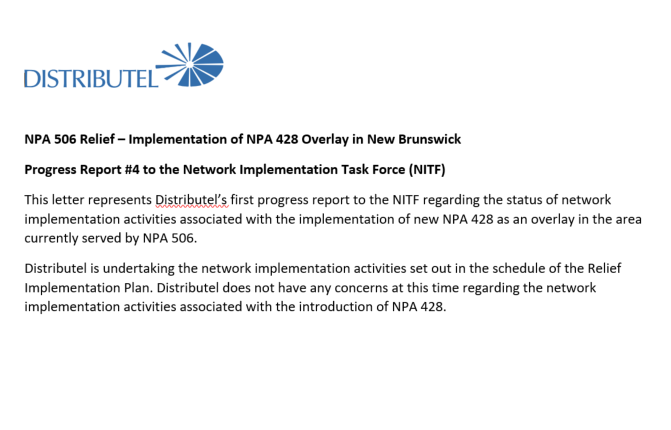 DISTRIBUTEL
NPA 506 Relief – Implementation of NPA 428 Overlay in New Brunswick
Progress Report #4 to the Network Implementation Task Force (NITF)
This letter represents Distributel's first progress report to the NITF regarding the status of network
implementation activities associated with the implementation of new NPA 428 as an overlay in the area
currently served by NPA 506.
Distributel is undertaking the network implementation activities set out in the schedule of the Relief
Implementation Plan. Distributel does not have any concerns at this time regarding the network
implementation activities associated with the introduction of NPA 428.